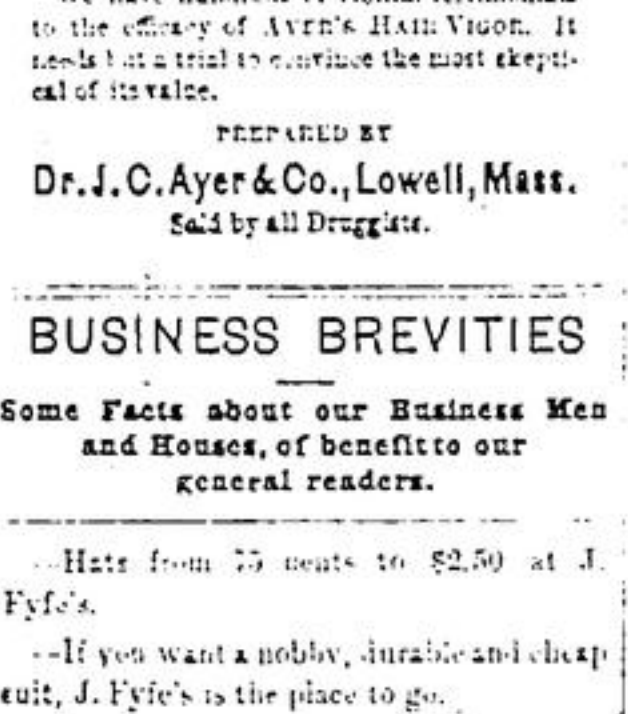 to the efficacy of AYER'S HAIR VIGOR. It
needs but a trial to convince the most skepti-
cal of its value.
PREPARED BY
Dr. J. C. Ayer & Co., Lowell, Mass.
Sold by all Druggists.
BUSINESS BREVITIES
Some Facts about our Business Men
and Houses, of benefit to our
general readers.
--Hats from 75 cents to $2.50 at J.
Fyfe's.
--If you want a nobby, durable and cheap
suit, J. Fyfe's is the place to go.